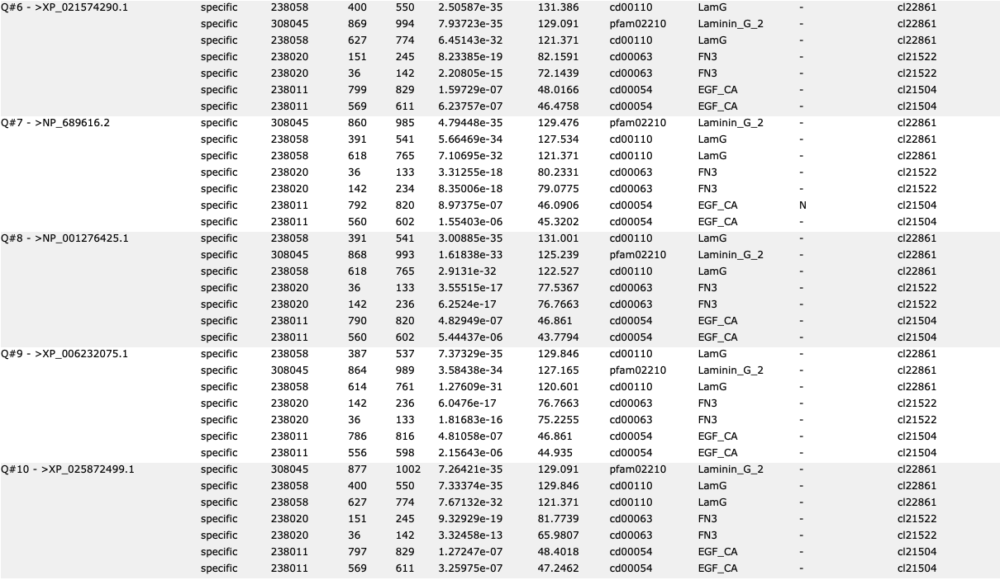 Q#6 - >XP_021574290.1 specific 238058 400 550 2.50587e-35 131.386 cd00110 LamG - cl22861
specific 308045 869 994 7.93723e-35 129.091 pfam02210 Laminin_G_2 - cl22861
specific 238058 627 774 6.45143e-32 121.371 cd00110 LamG - cl22861
specific 238020 151 245 8.23385e-19 82.1591 cd00063 FN3 - cl21522
specific 238020 36 142 2.20805e-15 72.1439 cd00063 FN3 - cl21522
specific 238011 799 829 1.59729e-07 48.0166 cd00054 EGF_CA - cl21504
specific 238011 569 611 6.23757e-07 46.4758 cd00054 EGF_CA - cl21504
Q#7 - >NP_689616.2 specific 308045 860 985 4.79448e-35 129.476 pfam02210 Laminin_G_2 - cl22861
specific 238058 391 541 5.66469e-34 127.534 cd00110 LamG - cl22861
specific 238058 618 765 7.10695e-32 121.371 cd00110 LamG - cl22861
specific 238020 36 133 3.31255e-18 80.2331 cd00063 FN3 - cl21522
specific 238020 142 234 8.35006e-18 79.0775 cd00063 FN3 - cl21522
specific 238011 792 820 8.97375e-07 46.0906 cd00054 EGF_CA N cl21504
specific 238011 560 602 1.55403e-06 45.3202 cd00054 EGF_CA - cl21504
Q#8 - >NP_001276425.1 specific 238058 391 541 3.00885e-35 131.001 cd00110 LamG - cl22861
specific 308045 868 993 1.61838e-33 125.239 pfam02210 Laminin_G_2 - cl22861
specific 238058 618 765 2.9131e-32 122.527 cd00110 LamG - cl22861
specific 238020 36 133 3.55515e-17 77.5367 cd00063 FN3 - cl21522
specific 238020 142 236 6.2524e-17 76.7663 cd00063 FN3 - cl21522
specific 238011 790 820 4.82949e-07 46.861 cd00054 EGF_CA - cl21504
specific 238011 560 602 5.44437e-06 43.7794 cd00054 EGF_CA - cl21504
Q#9 - >XP_006232075.1 specific 238058 387 537 7.37329e-35 129.846 cd00110 LamG - cl22861
specific 308045 864 989 3.58438e-34 127.165 pfam02210 Laminin_G_2 - cl22861
specific 238058 614 761 1.27609e-31 120.601 cd00110 LamG - cl22861
specific 238020 142 236 6.0476e-17 76.7663 cd00063 FN3 - cl21522
specific 238020 36 133 1.81683e-16 75.2255 cd00063 FN3 - cl21522
specific 238011 786 816 4.81058e-07 46.861 cd00054 EGF_CA - cl21504
specific 238011 556 598 2.15643e-06 44.935 cd00054 EGF_CA - cl21504
Q#10 - >XP_025872499.1 specific 308045 877 1002 7.26421e-35 129.091 pfam02210 Laminin_G_2 - cl22861
specific 238058 400 550 7.33374e-35 129.846 cd00110 LamG - cl22861
specific 238058 627 774 7.67132e-32 121.371 cd00110 LamG - cl22861
specific 238020 151 245 9.32929e-19 81.7739 cd00063 FN3 - cl21522
specific 238020 36 142 3.32458e-13 65.9807 cd00063 FN3 - cl21522
specific 238011 797 829 1.27247e-07 48.4018 cd00054 EGF_CA - cl21504
specific 238011 569 611 3.25975e-07 47.2462 cd00054 EGF_CA - cl21504